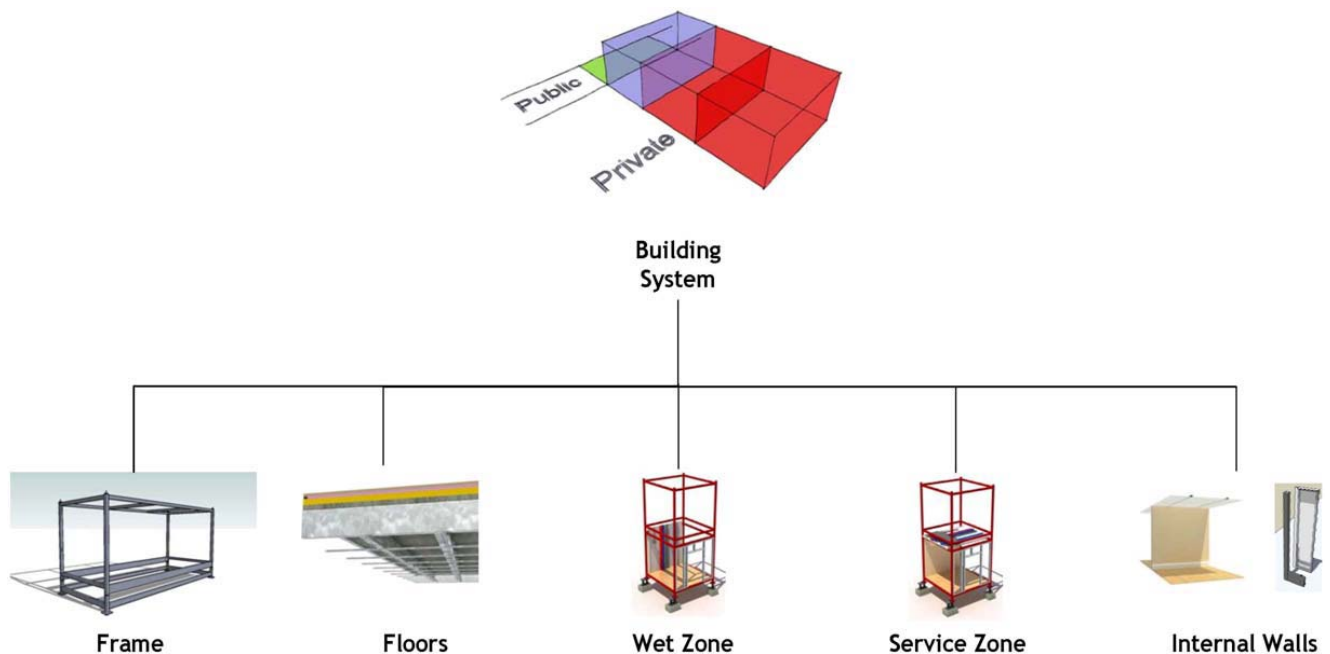 Public
Private
Building
System
Frame
Floors
Wet Zone
Service Zone
Internal Walls